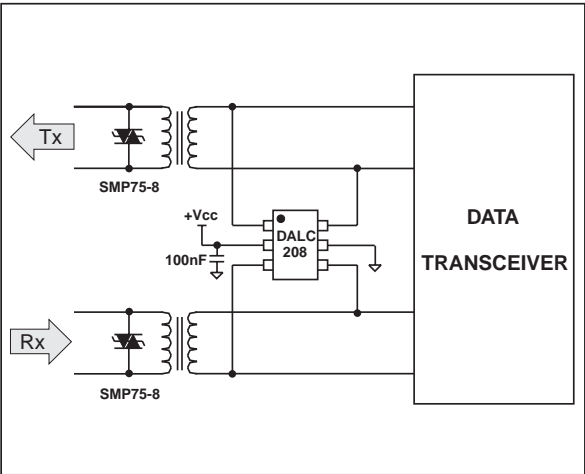 Tx
SMP75-8
+Vcc
100nF
DALC
208
DATA
TRANSCEIVER
Rx
SMP75-8